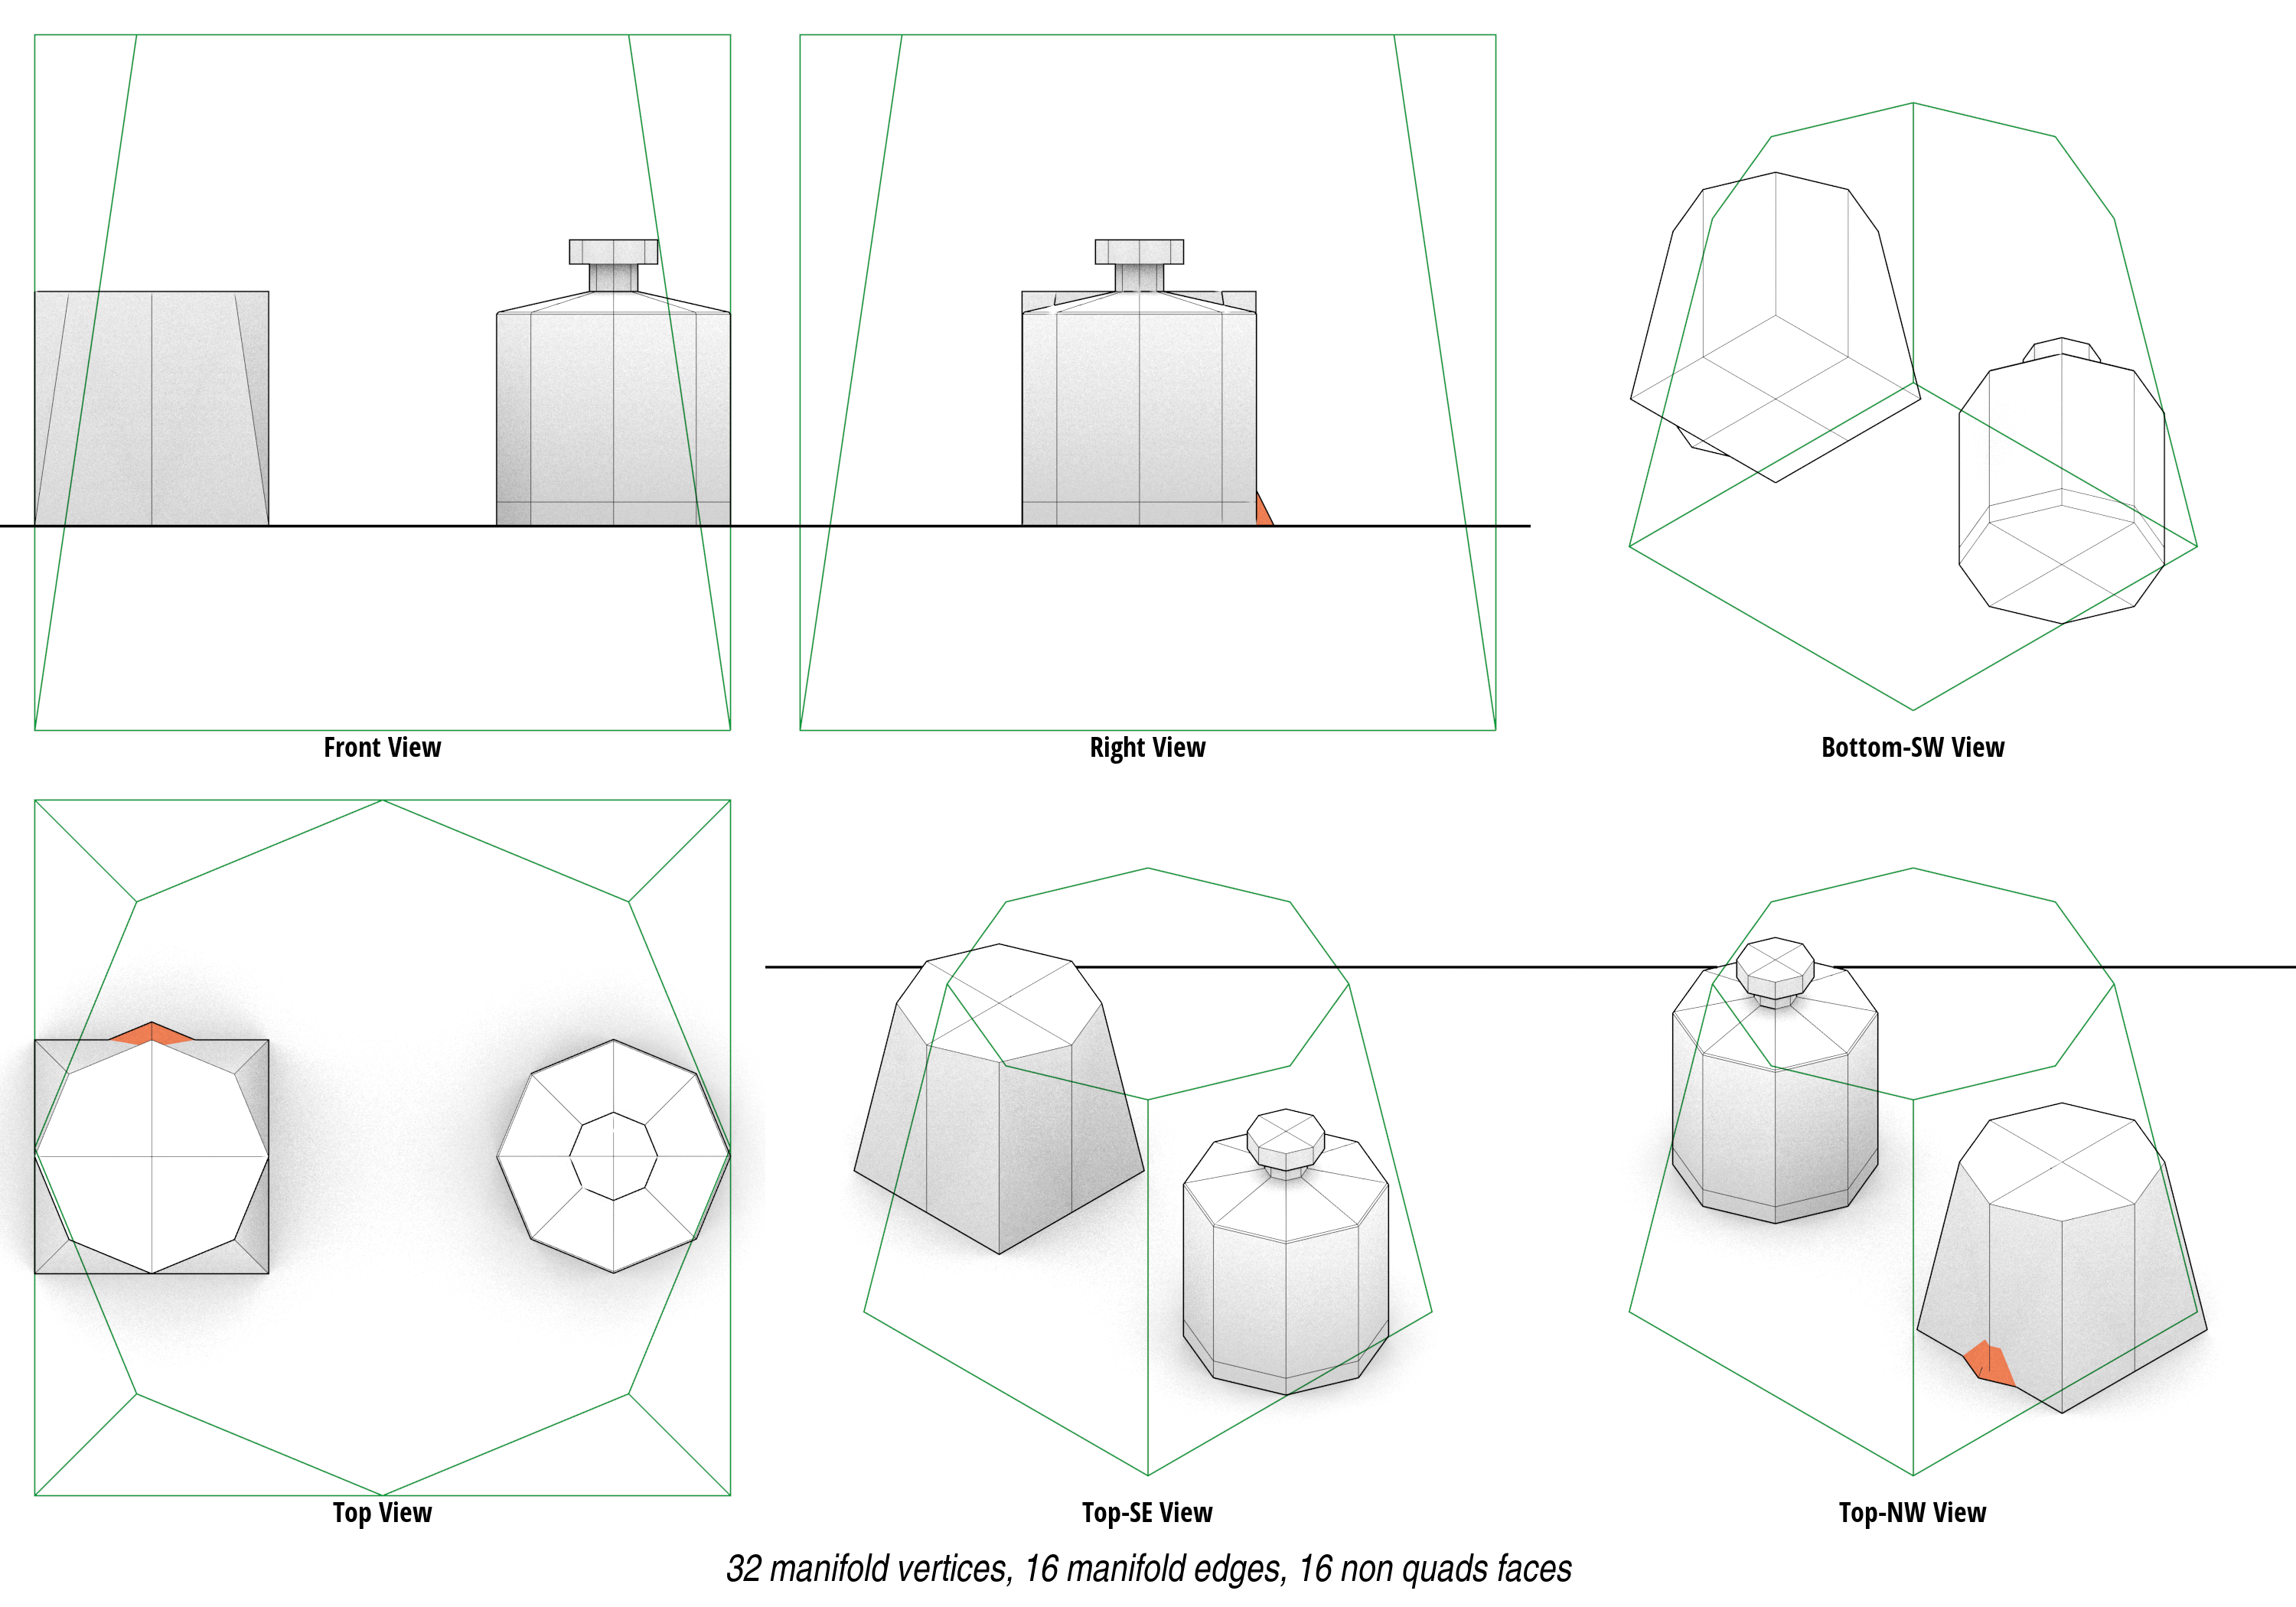 Front View
Right View
Bottom-SW View
Top View
Top-SE View
Top-NW View
32 manifold vertices, 16 manifold edges, 16 non quads faces